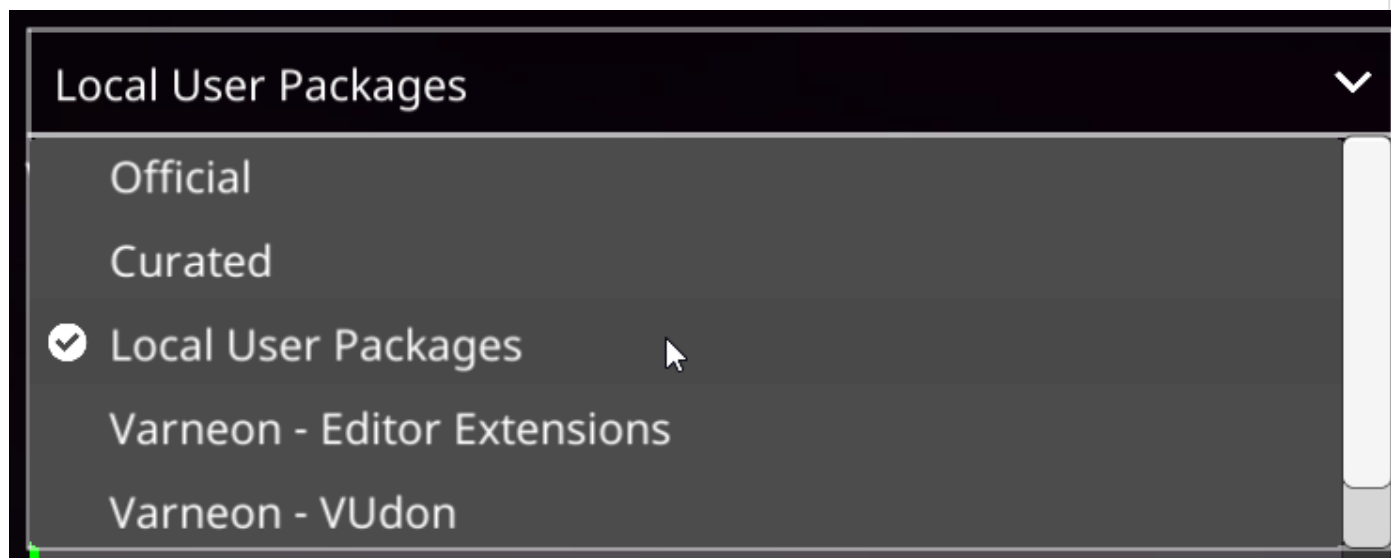 Local User Packages
Official
Curated
Local User Packages
Varneon - Editor Extensions
Varneon - VUdon